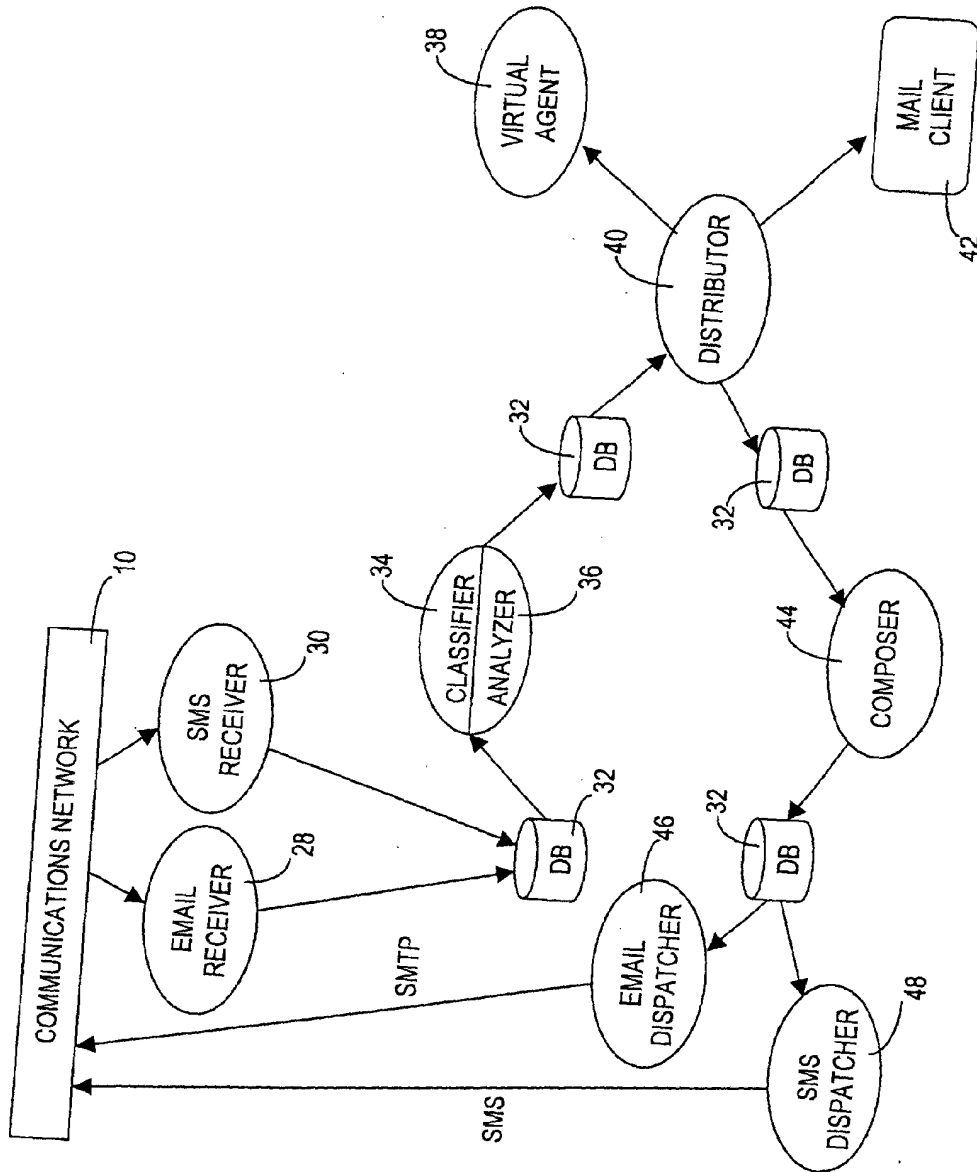 COMMUNICATIONS NETWORK
10
EMAIL
RECEIVER
28
SMS
RECEIVER
30
DB
32
CLASSIFIER
34
ANALYZER
36
DB
32
DISTRIBUTOR
40
VIRTUAL
AGENT
38
MAIL
CLIENT
42
DB
32
COMPOSER
44
DB
32
EMAIL
DISPATCHER
46
SMS
DISPATCHER
48
SMTP
SMS